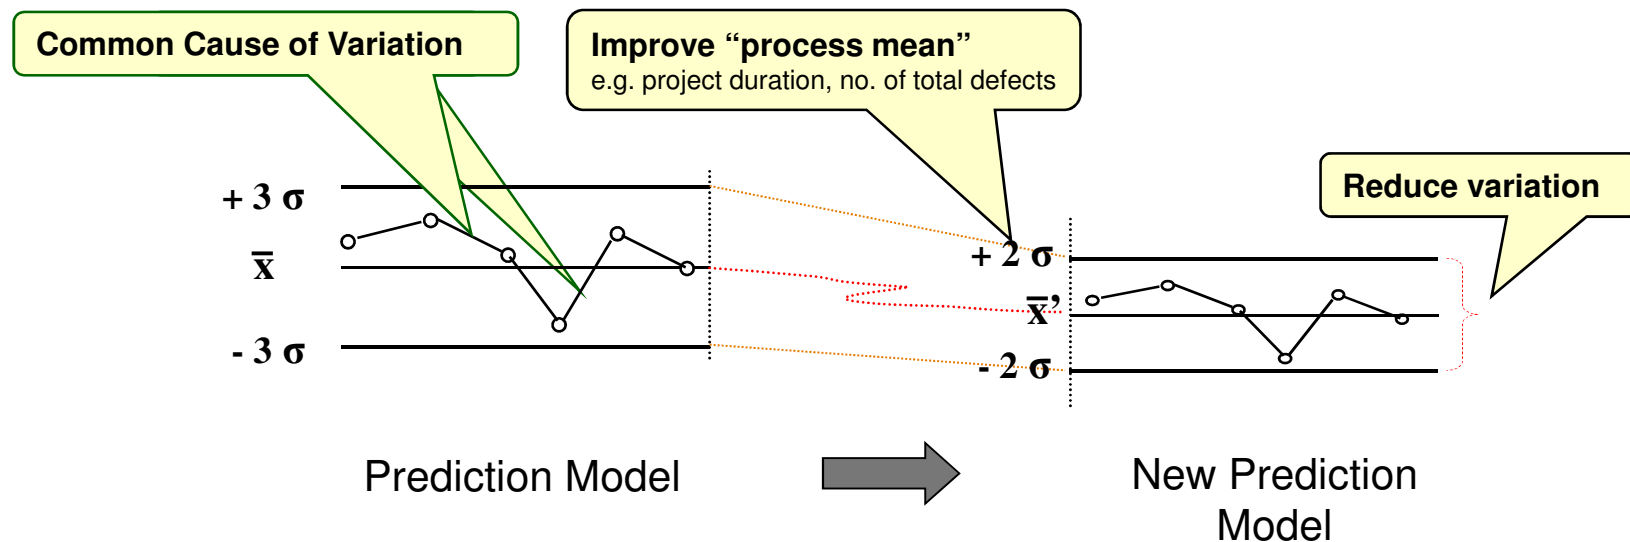 Common Cause of Variation
Improve “process mean”
e.g. project duration, no. of total defects
Reduce variation
+ 3 σ
x̅
- 3 σ
+ 2 σ
x̅’
- 2 σ
Prediction Model
New Prediction
Model